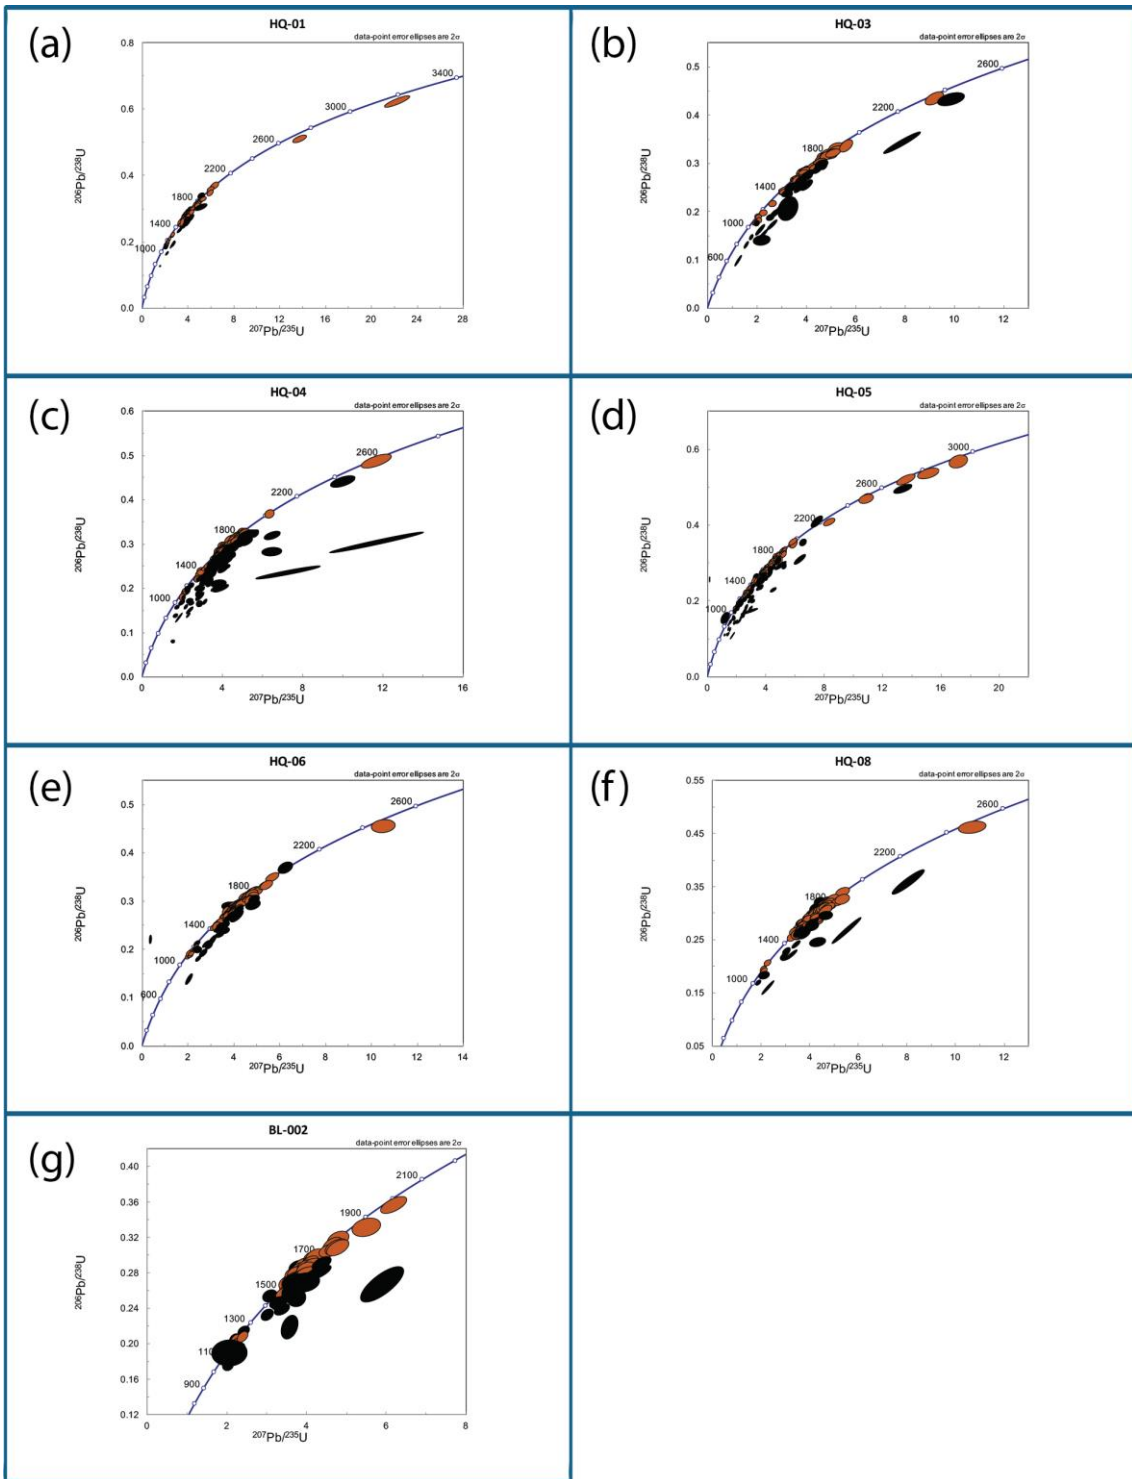 (a)
HQ-01
data-point error ellipses are 2σ
0.8
0.6
0.4
0.2
0.0
206Pb/238U
1000
1400
1800
2200
2600
3000
3400
0 4 8 12 16 20 24 28
207Pb/235U
(b)
HQ-03
data-point error ellipses are 2σ
0.5
0.4
0.3
0.2
0.1
0.0
206Pb/238U
600
1000
1400
1800
2200
2600
0 2 4 6 8 10 12
207Pb/235U
(c)
HQ-04
data-point error ellipses are 2σ
0.6
0.5
0.4
0.3
0.2
0.1
0.0
206Pb/238U
1000
1400
1800
2200
2600
0 4 8 12 16
207Pb/235U
(d)
HQ-05
data-point error ellipses are 2σ
0.6
0.4
0.2
0.0
206Pb/238U
1000
1400
1800
2200
2600
3000
0 4 8 12 16 20
207Pb/235U
(e)
HQ-06
data-point error ellipses are 2σ
0.5
0.4
0.3
0.2
0.1
0.0
206Pb/238U
600
1000
1400
1800
2200
2600
0 2 4 6 8 10 12 14
207Pb/235U
(f)
HQ-08
data-point error ellipses are 2σ
0.55
0.45
0.35
0.25
0.15
0.05
206Pb/238U
1000
1400
1800
2200
2600
0 2 4 6 8 10 12
207Pb/235U
(g)
BL-002
data-point error ellipses are 2σ
0.40
0.36
0.32
0.28
0.24
0.20
0.16
0.12
206Pb/238U
900
1300
1500
1700
1900
2100
0 2 4 6 8
207Pb/235U